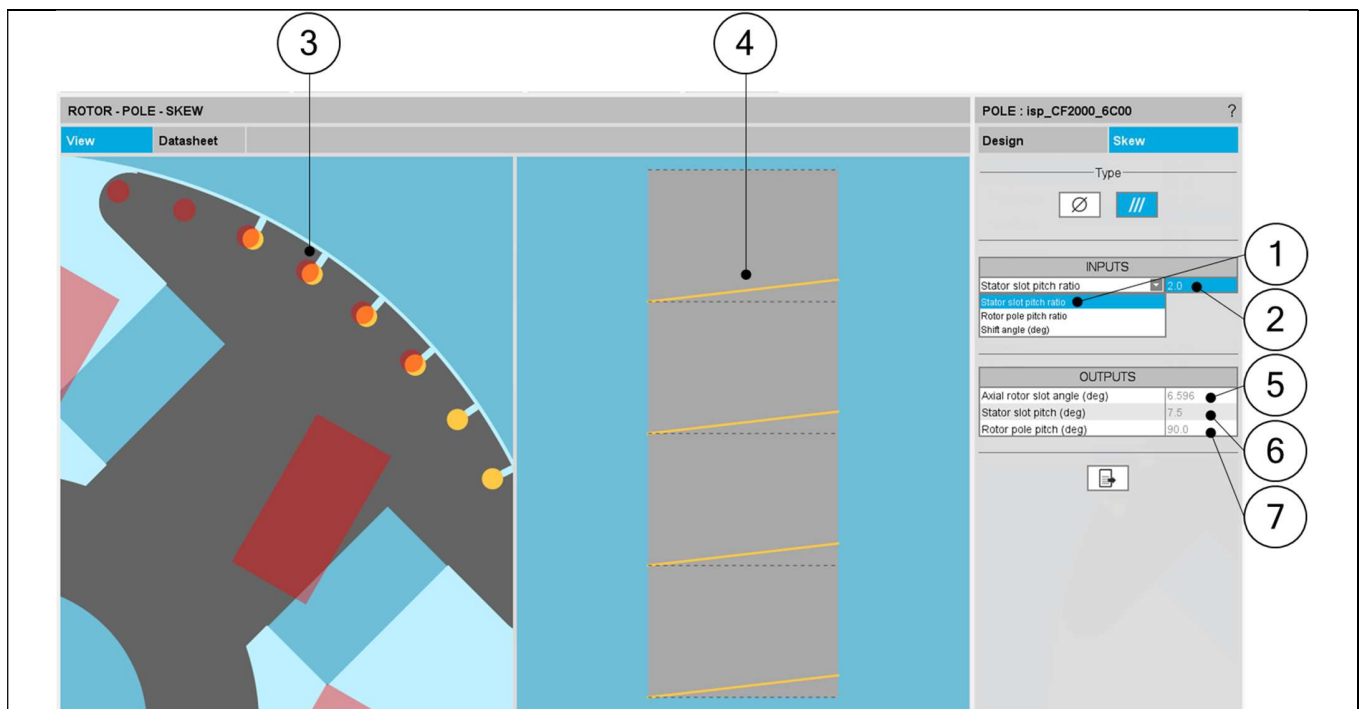 3
4
ROTOR - POLE - SKEW
View Datasheet
POLE : isp_CF2000_6C00 ?
Design Skew
Type
Ø ///
INPUTS
Stator slot pitch ratio 2.0
Stator slot pitch ratio
Rotor pole pitch ratio
Shift angle (deg)
1
2
OUTPUTS
Axial rotor slot angle (deg) 6.596
Stator slot pitch (deg) 7.5
Rotor pole pitch (deg) 90.0
5
6
7